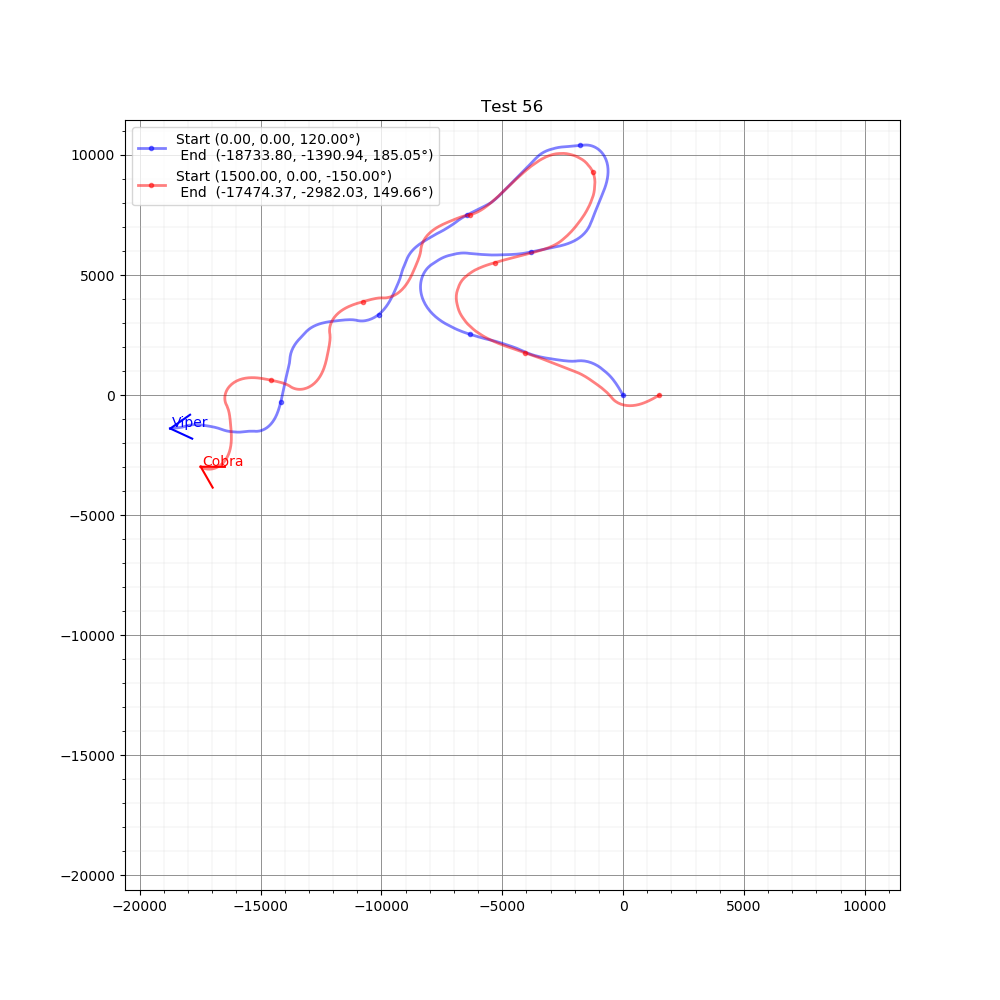 Test 56
Start (0.00, 0.00, 120.00°)
End (-18733.80, -1390.94, 185.05°)
Start (1500.00, 0.00, -150.00°)
End (-17474.37, -2982.03, 149.66°)
10000
5000
0
−5000
−10000
−15000
−20000
Viper
Cobra
−20000 −15000 −10000 −5000 0 5000 10000